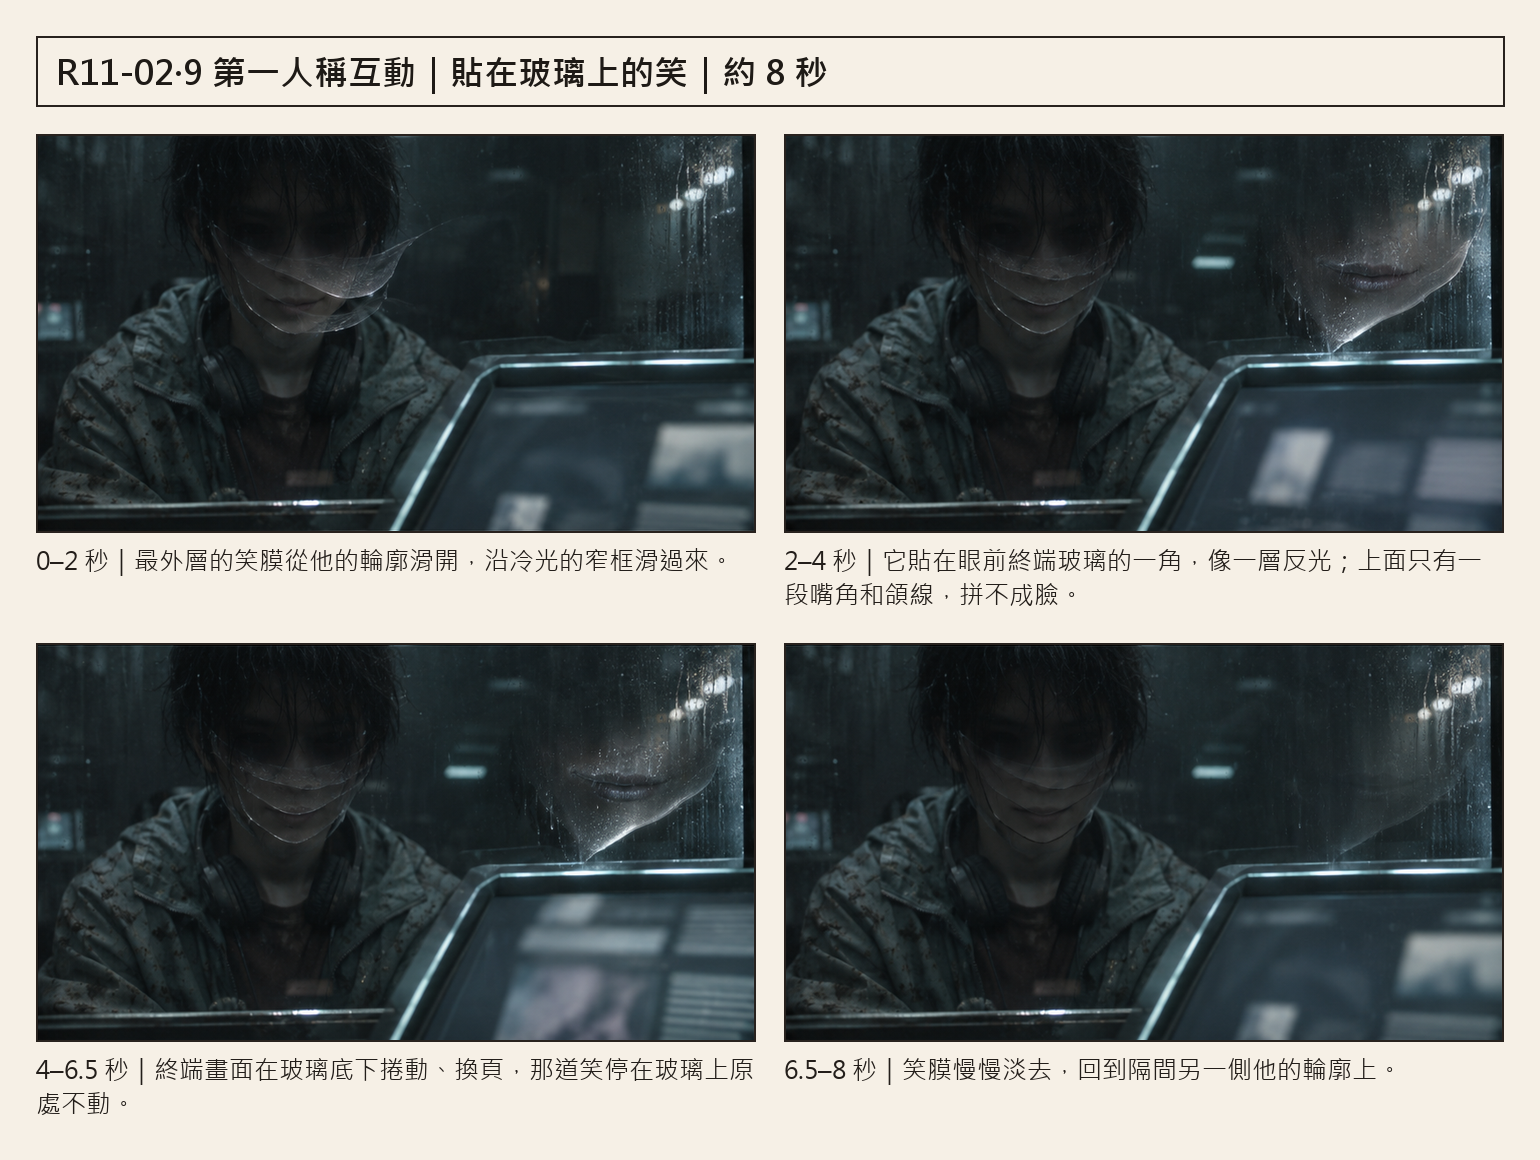 R11-02·9 第一人稱互動｜貼在玻璃上的笑｜約 8 秒
0–2 秒｜最外層的笑膜從他的輪廓滑開，沿冷光的窄框滑過來。
2–4 秒｜它貼在眼前終端玻璃的一角，像一層反光；上面只有一
段嘴角和頜線，拼不成臉。
4–6.5 秒｜終端畫面在玻璃底下捲動、換頁，那道笑停在玻璃上原
處不動。
6.5–8 秒｜笑膜慢慢淡去，回到隔間另一側他的輪廓上。